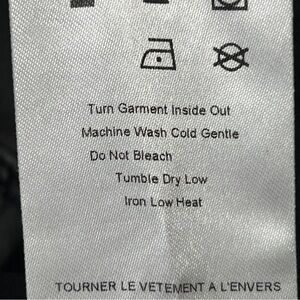 Turn Garment Inside Out
Machine Wash Cold Gentle
Do Not Bleach
Tumble Dry Low
Iron Low Heat
TOURNER LE VETEMENT A L'ENVERS